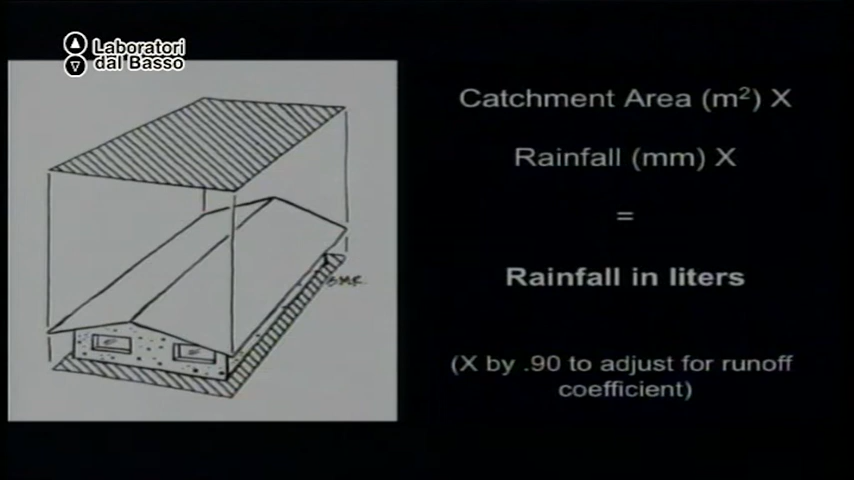 Laboratori
dal Basso
Catchment Area (m²) X
Rainfall (mm) X
=
Rainfall in liters
(X by .90 to adjust for runoff
coefficient)